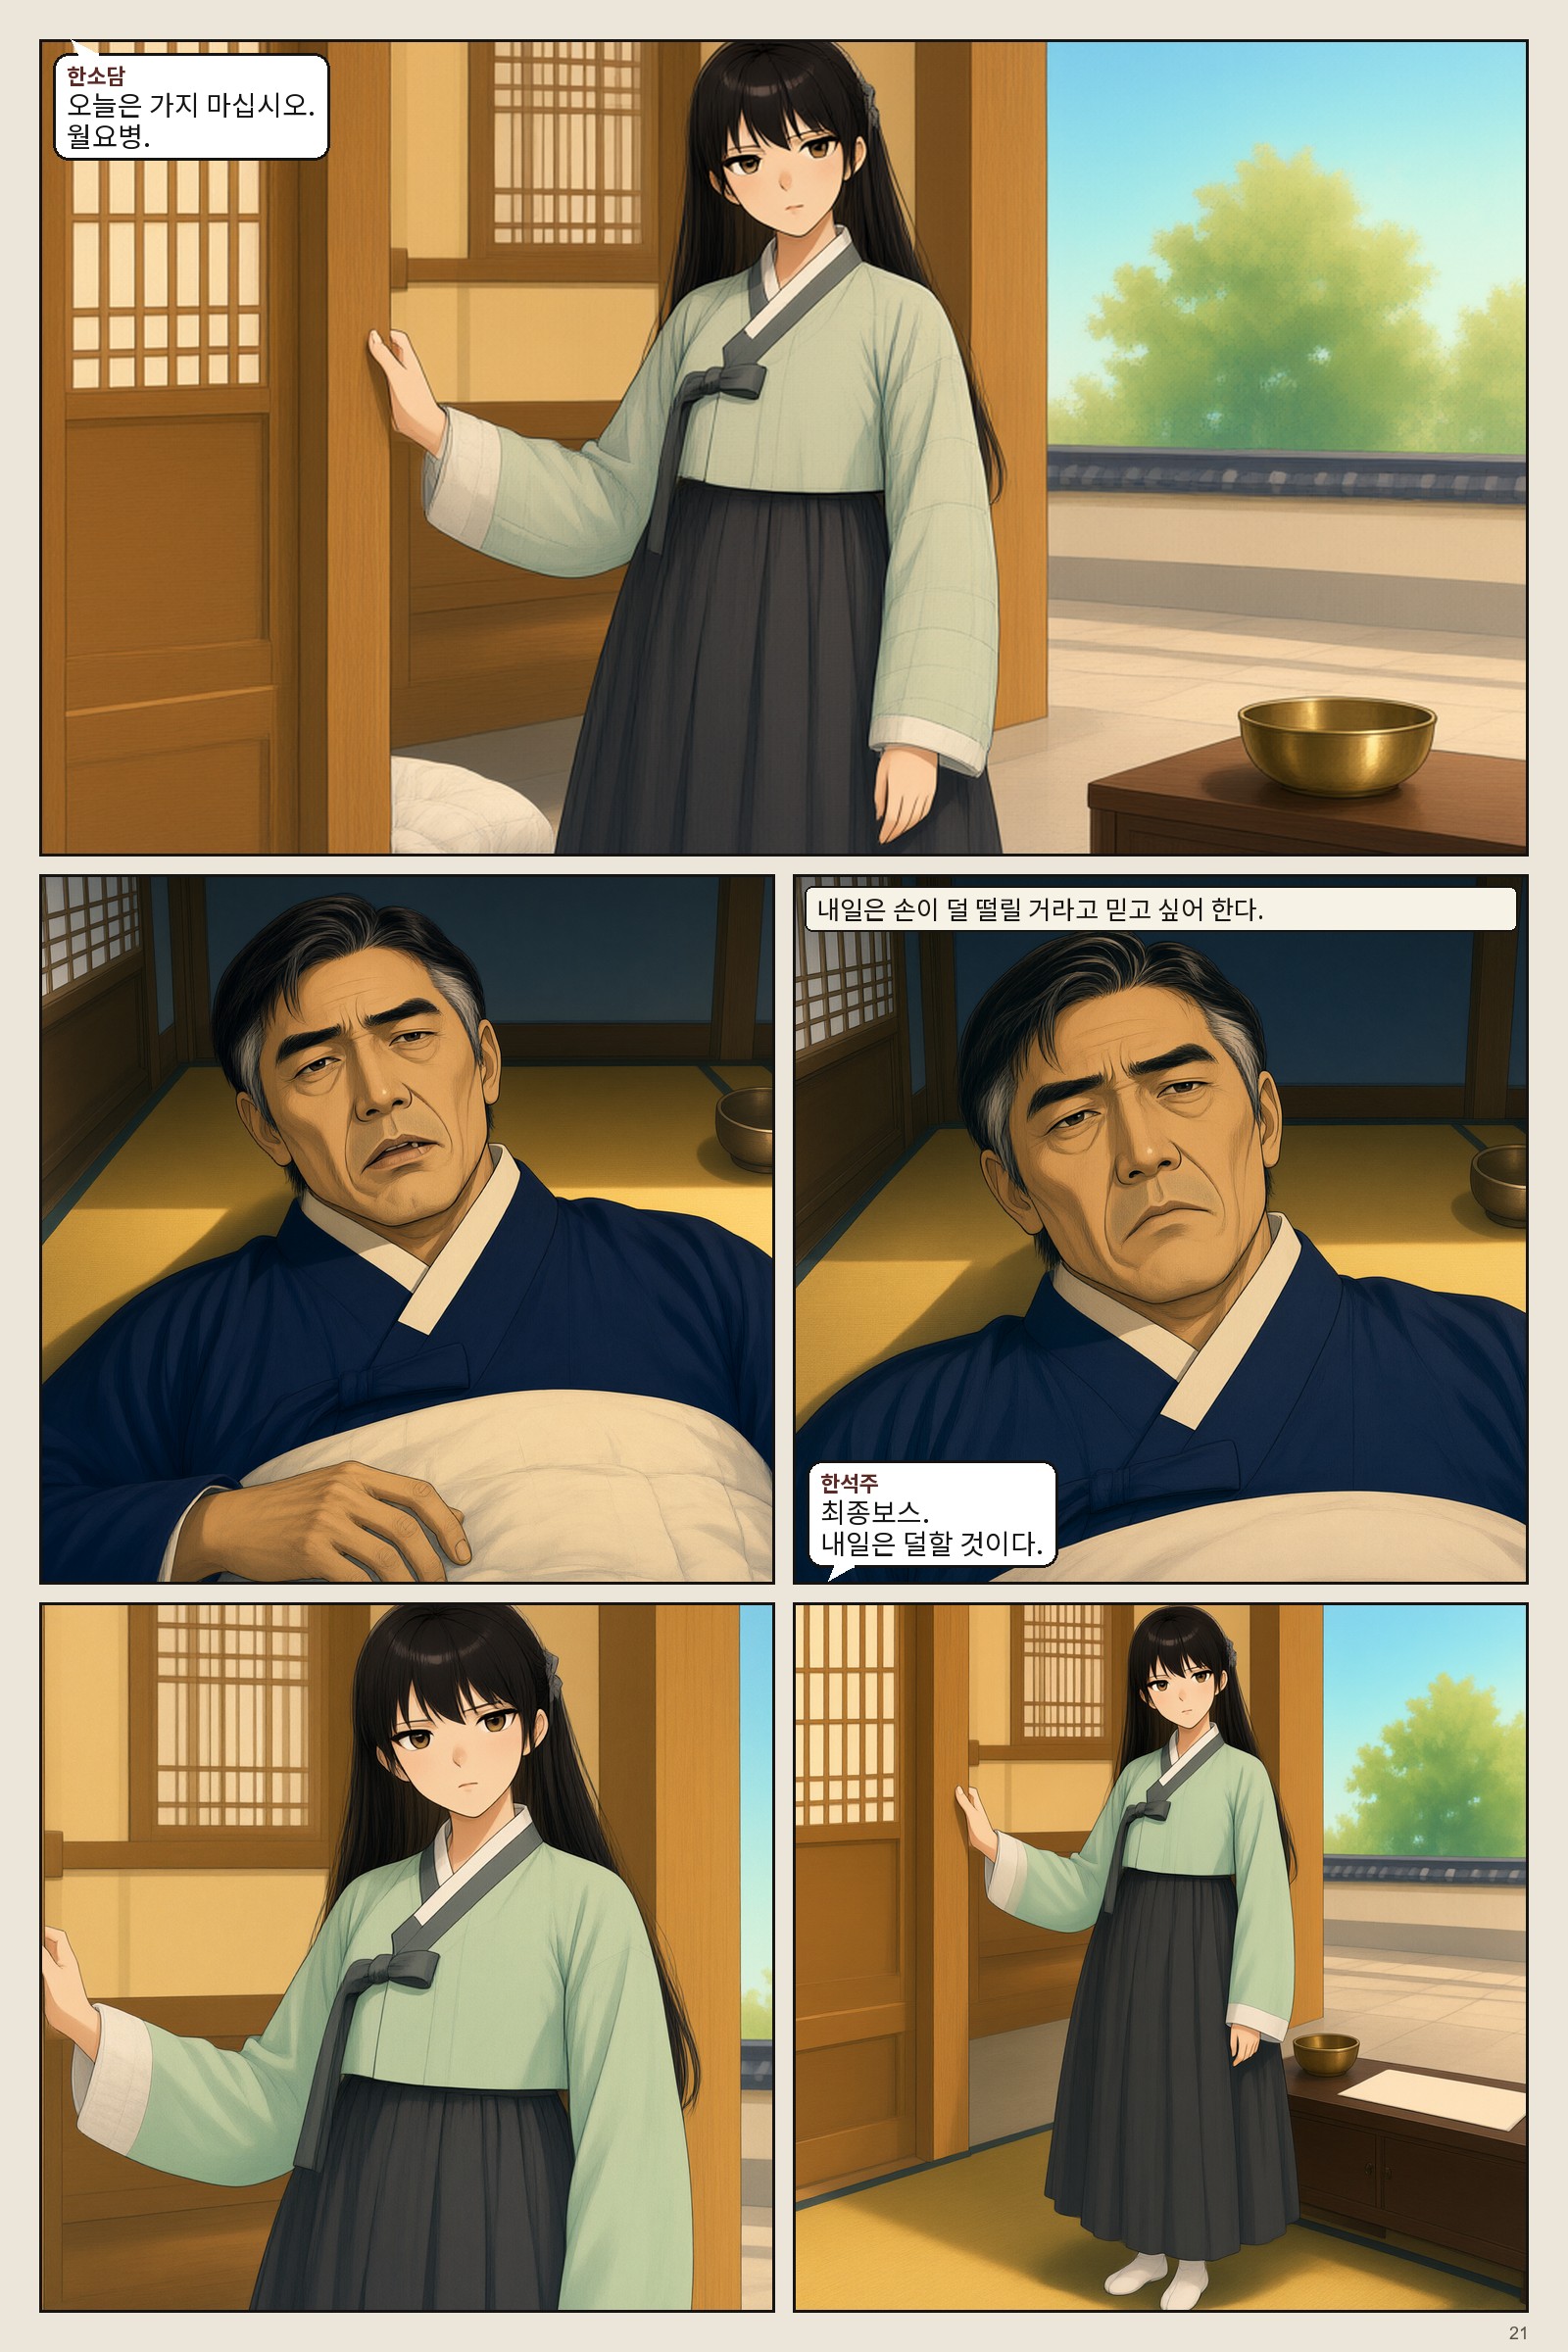 한소담
오늘은 가지 마십시오.
월요병.
내일은 손이 덜 떨릴 거라고 믿고 싶어 한다.
한석주
최종보스.
내일은 덜할 것이다.
21